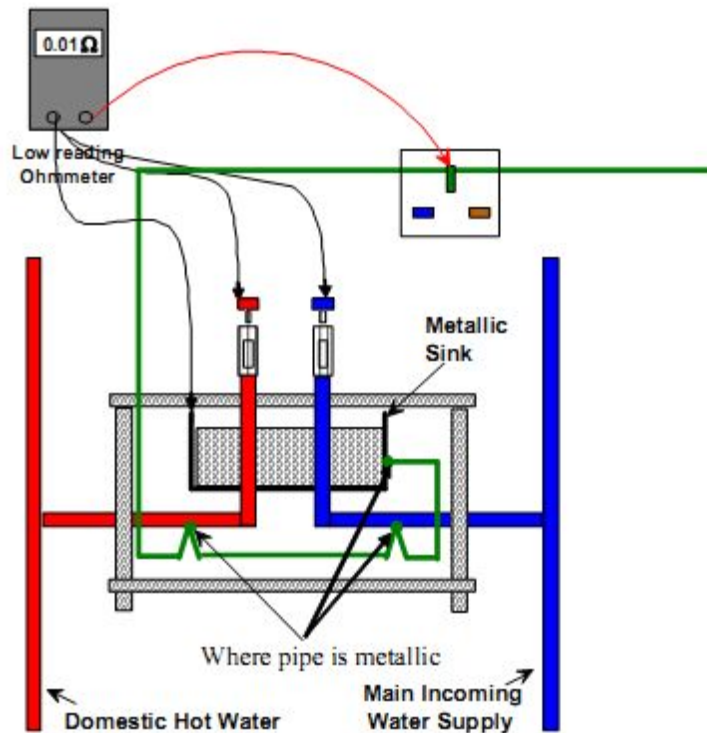 0.01Ω
Low reading
Ohmmeter
Metallic
Sink
Where pipe is metallic
Domestic Hot Water
Main Incoming
Water Supply